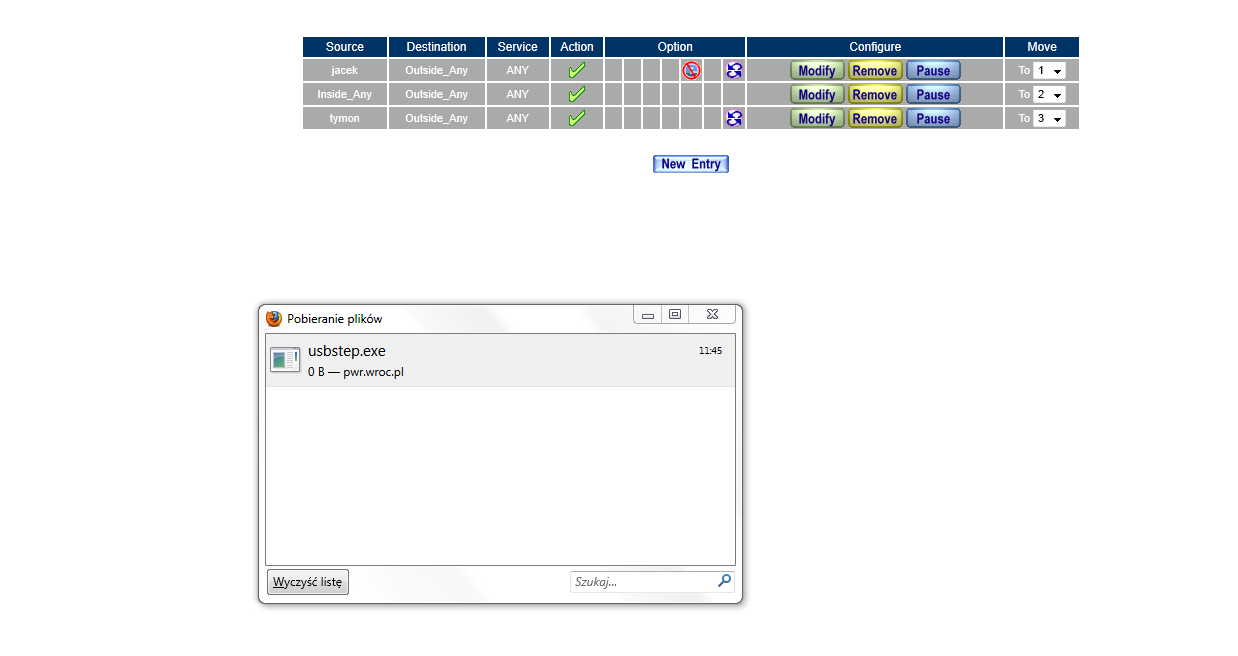 Source Destination Service Action Option Configure Move
jacek Outside_Any ANY Modify Remove Pause To 1
Inside_Any Outside_Any ANY Modify Remove Pause To 2
tymon Outside_Any ANY Modify Remove Pause To 3
New Entry
Pobieranie plików
usbstep.exe 11:45
0 B — pwr.wroc.pl
Wyczyść listę Szukaj...